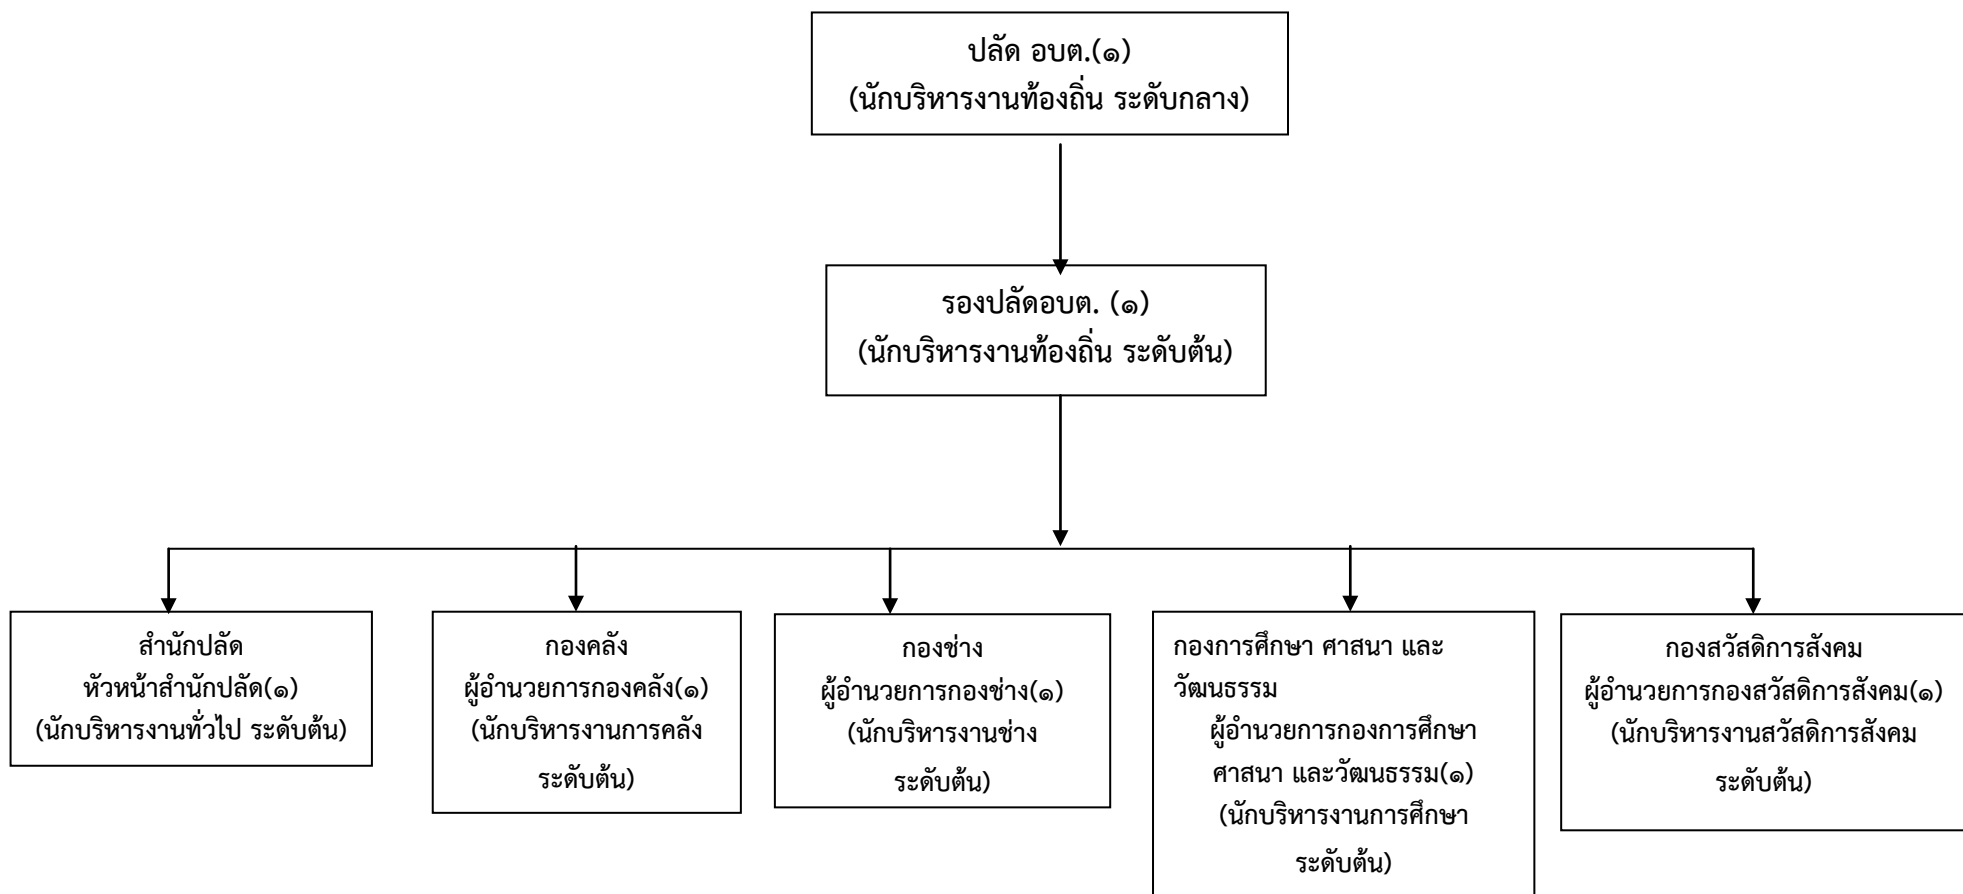 ปลัด อบต.(๑)
(นักบริหารงานท้องถิ่น ระดับกลาง)
รองปลัดอบต. (๑)
(นักบริหารงานท้องถิ่น ระดับต้น)
สำนักปลัด
หัวหน้าสำนักปลัด(๑)
(นักบริหารงานทั่วไป ระดับต้น)
กองคลัง
ผู้อำนวยการกองคลัง(๑)
(นักบริหารงานการคลัง
ระดับต้น)
กองช่าง
ผู้อำนวยการกองช่าง(๑)
(นักบริหารงานช่าง
ระดับต้น)
กองการศึกษา ศาสนา และ
วัฒนธรรม
ผู้อำนวยการกองการศึกษา
ศาสนา และวัฒนธรรม(๑)
(นักบริหารงานการศึกษา
ระดับต้น)
กองสวัสดิการสังคม
ผู้อำนวยการกองสวัสดิการสังคม(๑)
(นักบริหารงานสวัสดิการสังคม
ระดับต้น)